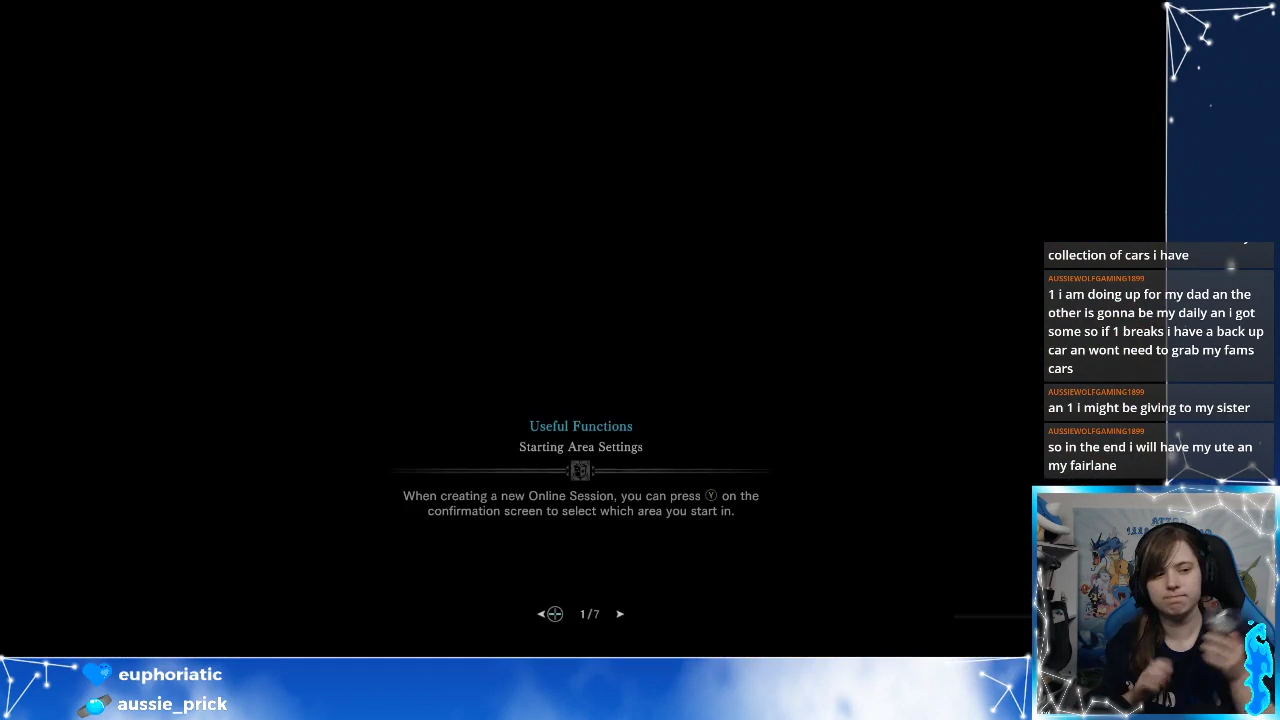 collection of cars i have
AUSSIEWOLFGAMING1899
1 i am doing up for my dad an the
other is gonna be my daily an i got
some so if 1 breaks i have a back up
car an wont need to grab my fams
cars
AUSSIEWOLFGAMING1899
an 1 i might be giving to my sister
AUSSIEWOLFGAMING1899
so in the end i will have my ute an
my fairlane
Useful Functions
Starting Area Settings
When creating a new Online Session, you can press Ⓨ on the
confirmation screen to select which area you start in.
1/7
euphoriatic
aussie_prick